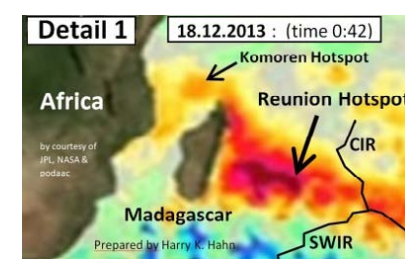 Detail 1
18.12.2013 : (time 0:42)
Komoren Hotspot
Africa
Reunion Hotspot
by courtesy of
JPL, NASA &
podaac
CIR
Madagascar
Prepared by Harry K. Hahn
SWIR